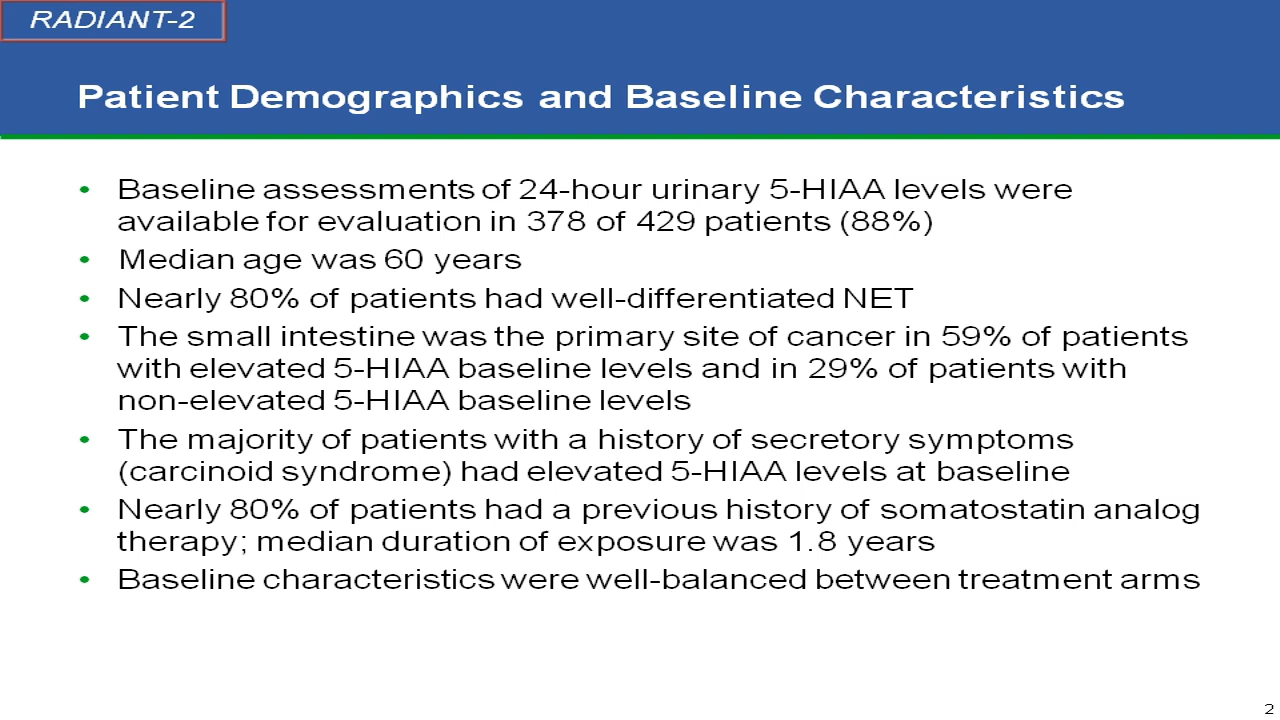 RADIANT-2
Patient Demographics and Baseline Characteristics
• Baseline assessments of 24-hour urinary 5-HIAA levels were
available for evaluation in 378 of 429 patients (88%)
• Median age was 60 years
• Nearly 80% of patients had well-differentiated NET
• The small intestine was the primary site of cancer in 59% of patients
with elevated 5-HIAA baseline levels and in 29% of patients with
non-elevated 5-HIAA baseline levels
• The majority of patients with a history of secretory symptoms
(carcinoid syndrome) had elevated 5-HIAA levels at baseline
• Nearly 80% of patients had a previous history of somatostatin analog
therapy; median duration of exposure was 1.8 years
• Baseline characteristics were well-balanced between treatment arms
2